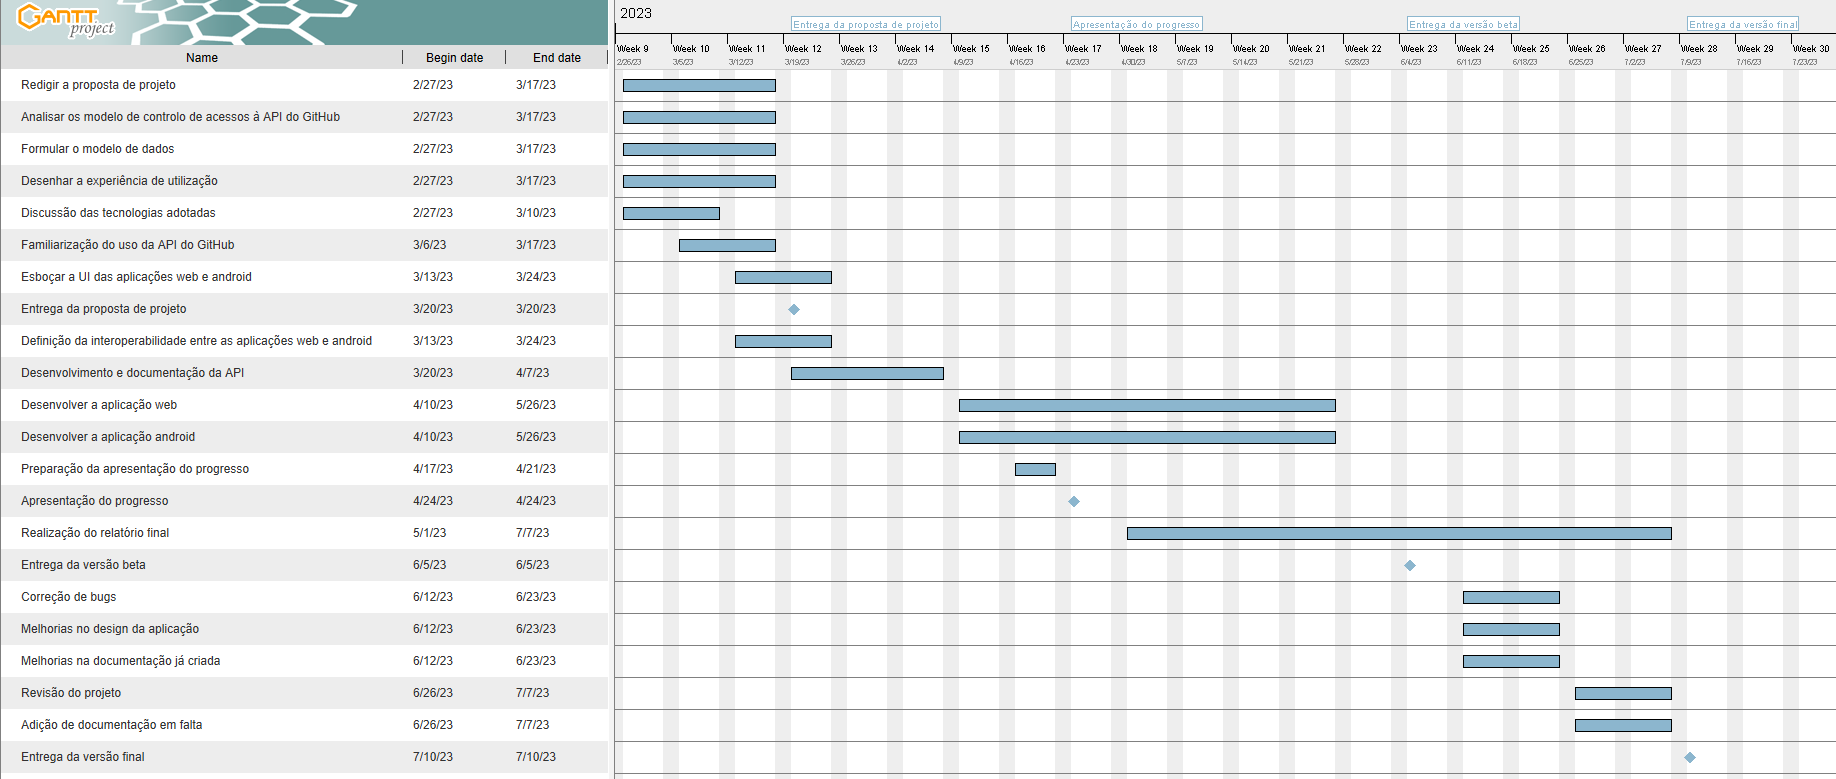 GANTT
project
2023
Entrega da proposta de projeto Apresentação do progresso Entrega da versão beta Entrega da versão final
Week 9 Week 10 Week 11 Week 12 Week 13 Week 14 Week 15 Week 16 Week 17 Week 18 Week 19 Week 20 Week 21 Week 22 Week 23 Week 24 Week 25 Week 26 Week 27 Week 28 Week 29 Week 30
2/26/23 3/5/23 3/12/23 3/19/23 3/26/23 4/2/23 4/9/23 4/16/23 4/23/23 4/30/23 5/7/23 5/14/23 5/21/23 5/28/23 6/4/23 6/11/23 6/18/23 6/25/23 7/2/23 7/9/23 7/16/23 7/23/23
Name Begin date End date
Redigir a proposta de projeto 2/27/23 3/17/23
Analisar os modelo de controlo de acessos à API do GitHub 2/27/23 3/17/23
Formular o modelo de dados 2/27/23 3/17/23
Desenhar a experiência de utilização 2/27/23 3/17/23
Discussão das tecnologias adotadas 2/27/23 3/10/23
Familiarização do uso da API do GitHub 3/6/23 3/17/23
Esboçar a UI das aplicações web e android 3/13/23 3/24/23
Entrega da proposta de projeto 3/20/23 3/20/23
Definição da interoperabilidade entre as aplicações web e android 3/13/23 3/24/23
Desenvolvimento e documentação da API 3/20/23 4/7/23
Desenvolver a aplicação web 4/10/23 5/26/23
Desenvolver a aplicação android 4/10/23 5/26/23
Preparação da apresentação do progresso 4/17/23 4/21/23
Apresentação do progresso 4/24/23 4/24/23
Realização do relatório final 5/1/23 7/7/23
Entrega da versão beta 6/5/23 6/5/23
Correção de bugs 6/12/23 6/23/23
Melhorias no design da aplicação 6/12/23 6/23/23
Melhorias na documentação já criada 6/12/23 6/23/23
Revisão do projeto 6/26/23 7/7/23
Adição de documentação em falta 6/26/23 7/7/23
Entrega da versão final 7/10/23 7/10/23